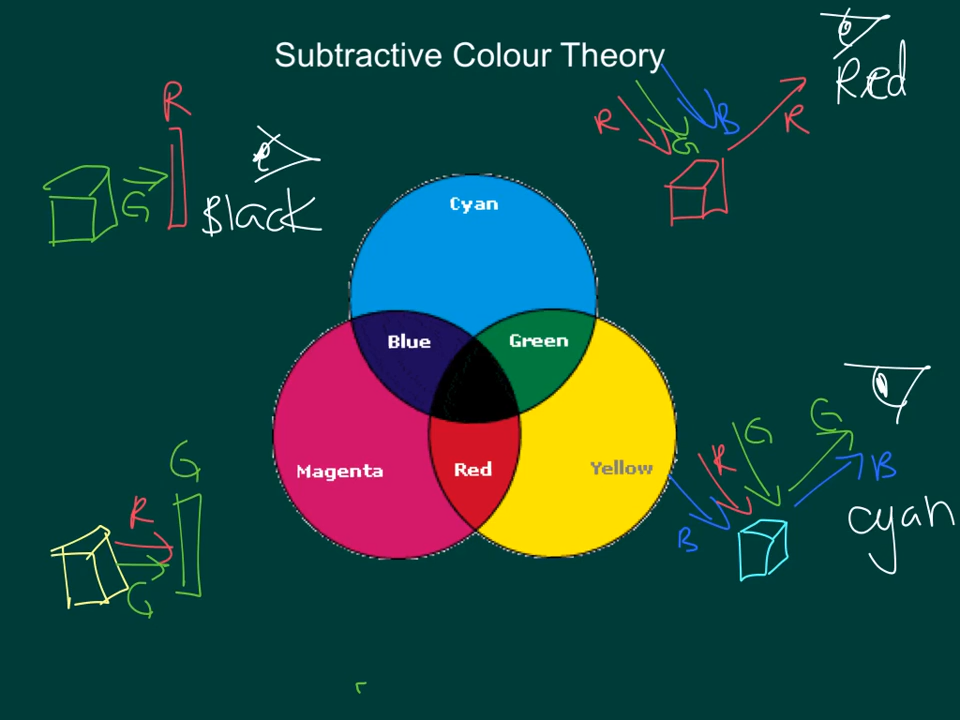 Subtractive Colour Theory
Red
R
R
G
B
R
G
Black
Cyan
Blue
Green
Magenta
Red
Yellow
G
R
G
B
R
G
G
B
cyan